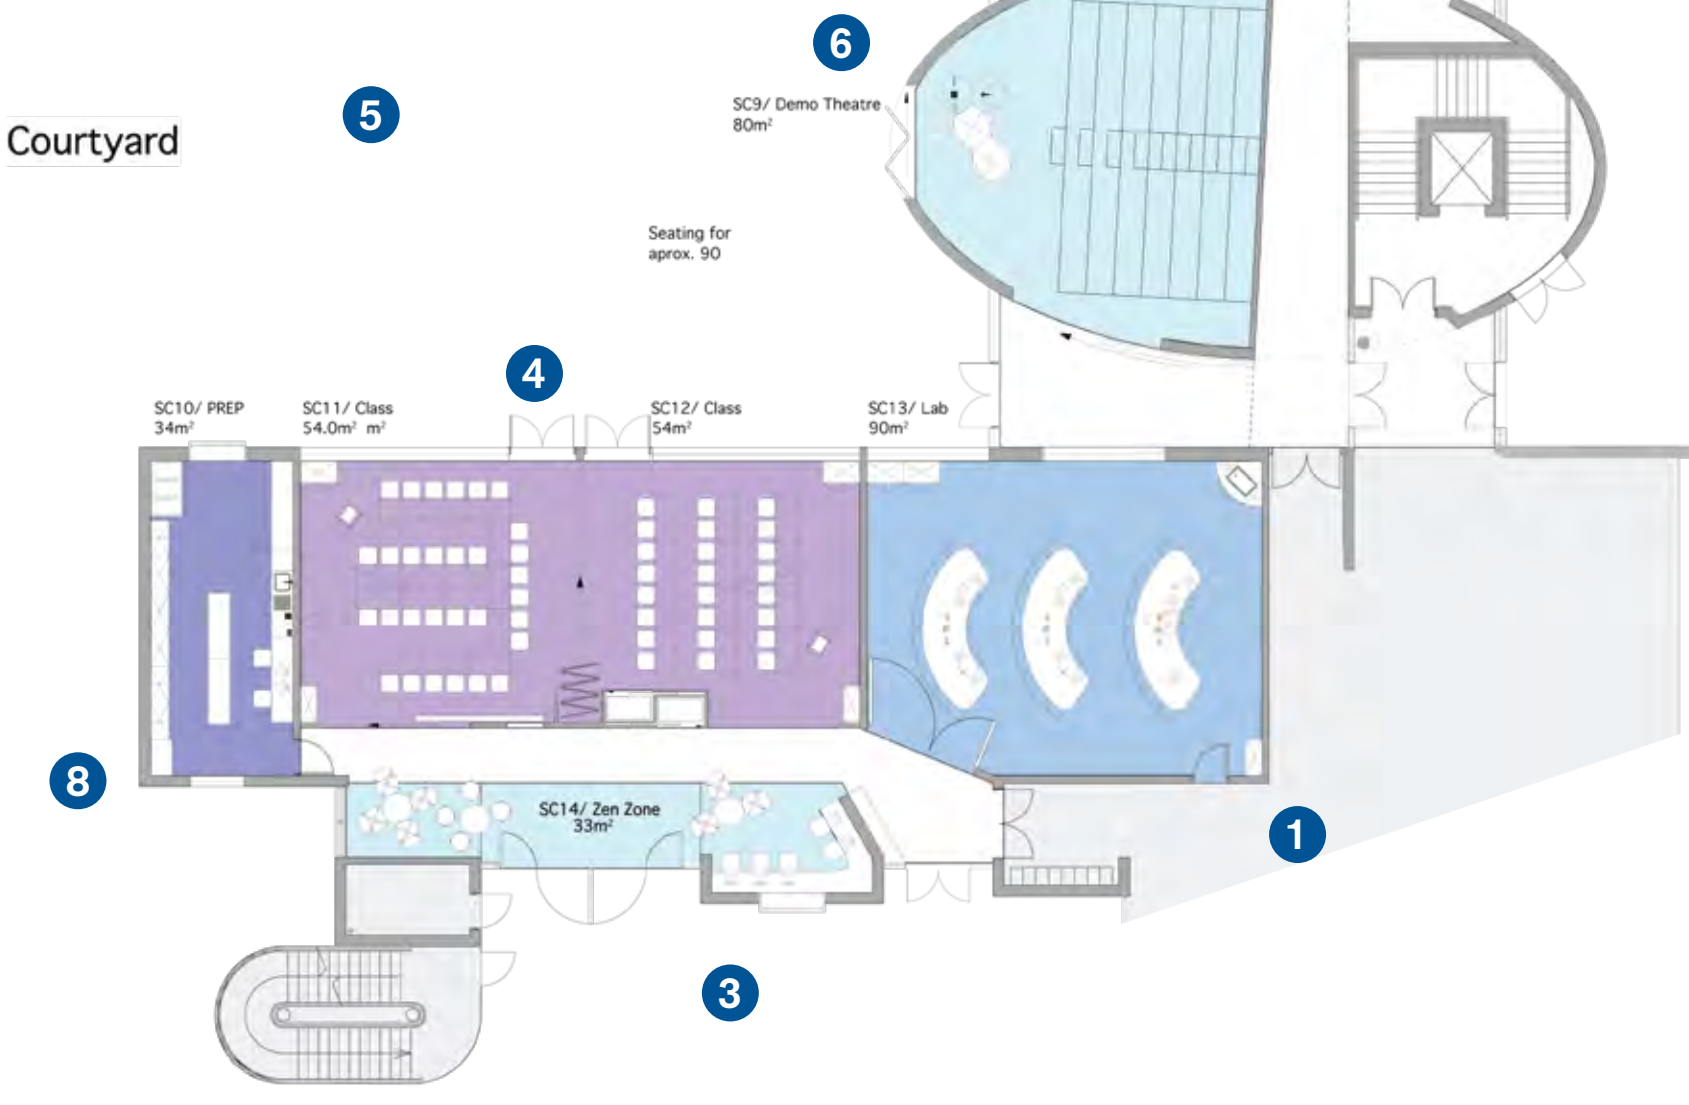 6
5
SC9/ Demo Theatre
80m²
Courtyard
Seating for
aprox. 90
4
SC10/ PREP
34m²
SC11/ Class
54.0m² m²
SC12/ Class
54m²
SC13/ Lab
90m²
8
SC14/ Zen Zone
33m²
1
3